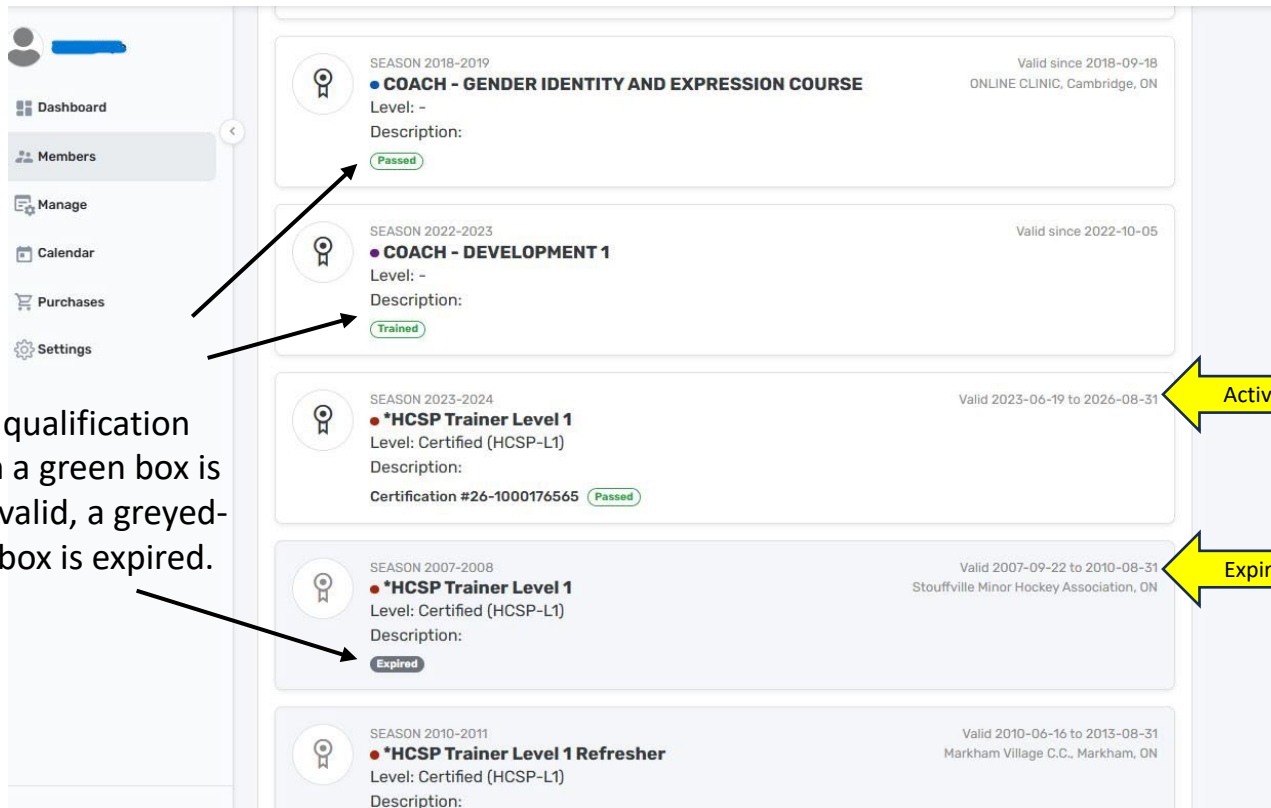 Dashboard
Members
Manage
Calendar
Purchases
Settings
qualification
a green box is
valid, a greyed-
box is expired.
SEASON 2018-2019
COACH - GENDER IDENTITY AND EXPRESSION COURSE
Level: -
Description:
Passed
Valid since 2018-09-18
ONLINE CLINIC, Cambridge, ON
SEASON 2022-2023
COACH - DEVELOPMENT 1
Level: -
Description:
Trained
Valid since 2022-10-05
SEASON 2023-2024
*HCSP Trainer Level 1
Level: Certified (HCSP-L1)
Description:
Certification #26-1000176565 Passed
Valid 2023-06-19 to 2026-08-31
Activ
SEASON 2007-2008
*HCSP Trainer Level 1
Level: Certified (HCSP-L1)
Description:
Expired
Valid 2007-09-22 to 2010-08-31
Stouffville Minor Hockey Association, ON
Expir
SEASON 2010-2011
*HCSP Trainer Level 1 Refresher
Level: Certified (HCSP-L1)
Description:
Valid 2010-06-16 to 2013-08-31
Markham Village C.C., Markham, ON